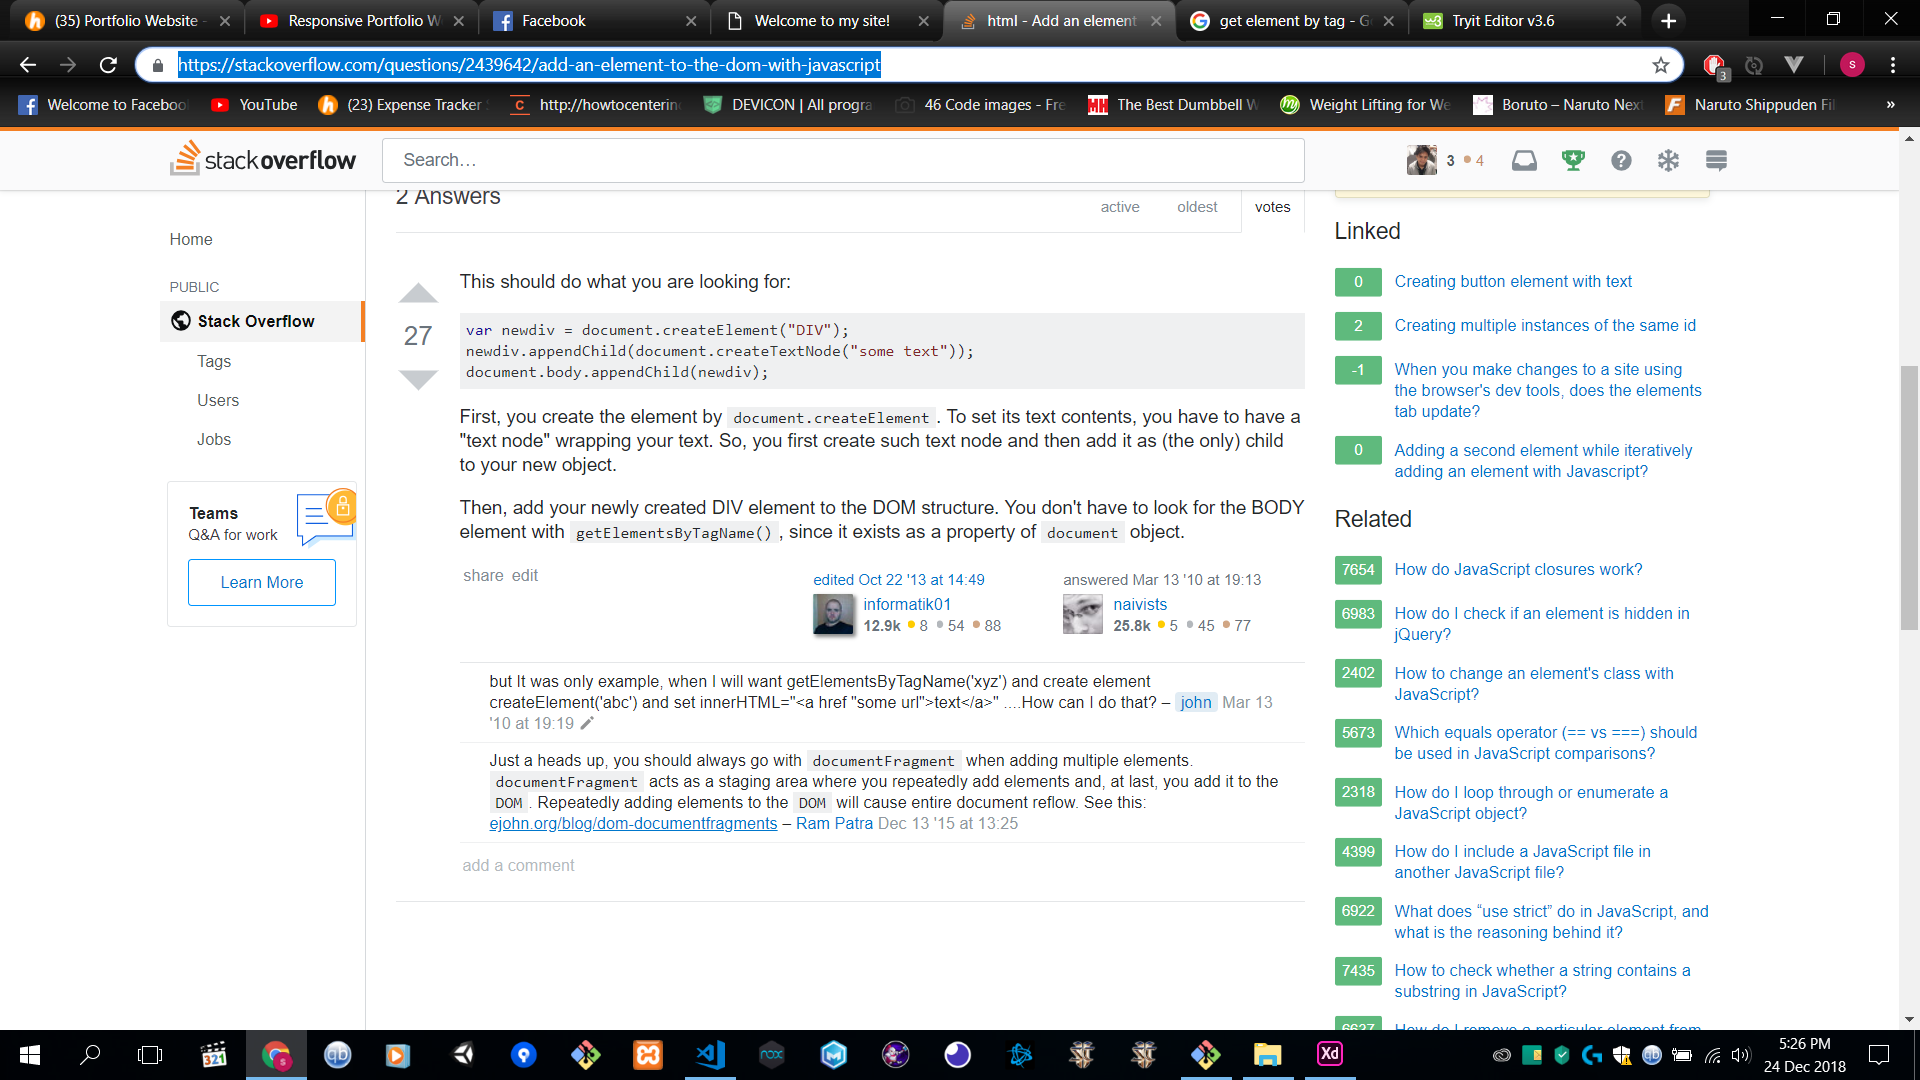 (35) Portfolio Website -
Responsive Portfolio W
Facebook
Welcome to my site!
html - Add an element
get element by tag - G
Tryit Editor v3.6
https://stackoverflow.com/questions/2439642/add-an-element-to-the-dom-with-javascript
3
s
Welcome to Faceboo
YouTube
(23) Expense Tracker
http://howtocenterin
DEVICON | All progra
46 Code images - Fre
The Best Dumbbell W
Weight Lifting for We
Boruto – Naruto Nex
Naruto Shippuden Fil
»
stackoverflow
Search…
3 4
2 Answers
active
oldest
votes
Home
PUBLIC
Stack Overflow
Tags
Users
Jobs
Teams
Q&A for work
Learn More
27
This should do what you are looking for:
var newdiv = document.createElement("DIV");
newdiv.appendChild(document.createTextNode("some text"));
document.body.appendChild(newdiv);
First, you create the element by document.createElement. To set its text contents, you have to have a
"text node" wrapping your text. So, you first create such text node and then add it as (the only) child
to your new object.
Then, add your newly created DIV element to the DOM structure. You don't have to look for the BODY
element with getElementsByTagName(), since it exists as a property of document object.
share edit
edited Oct 22 '13 at 14:49
informatik01
12.9k 8 54 88
answered Mar 13 '10 at 19:13
naivists
25.8k 5 45 77
but It was only example, when I will want getElementsByTagName('xyz') and create element
createElement('abc') and set innerHTML="<a href "some url">text</a>" ....How can I do that? – john Mar 13
'10 at 19:19
Just a heads up, you should always go with documentFragment when adding multiple elements.
documentFragment acts as a staging area where you repeatedly add elements and, at last, you add it to the
DOM. Repeatedly adding elements to the DOM will cause entire document reflow. See this:
ejohn.org/blog/dom-documentfragments – Ram Patra Dec 13 '15 at 13:25
add a comment
Linked
0 Creating button element with text
2 Creating multiple instances of the same id
-1 When you make changes to a site using
the browser's dev tools, does the elements
tab update?
0 Adding a second element while iteratively
adding an element with Javascript?
Related
7654 How do JavaScript closures work?
6983 How do I check if an element is hidden in
jQuery?
2402 How to change an element's class with
JavaScript?
5673 Which equals operator (== vs ===) should
be used in JavaScript comparisons?
2318 How do I loop through or enumerate a
JavaScript object?
4399 How do I include a JavaScript file in
another JavaScript file?
6922 What does “use strict” do in JavaScript, and
what is the reasoning behind it?
7435 How to check whether a string contains a
substring in JavaScript?
6627 How do I remove a particular element from
321
qb
nox
Xd
qb
5:26 PM
24 Dec 2018